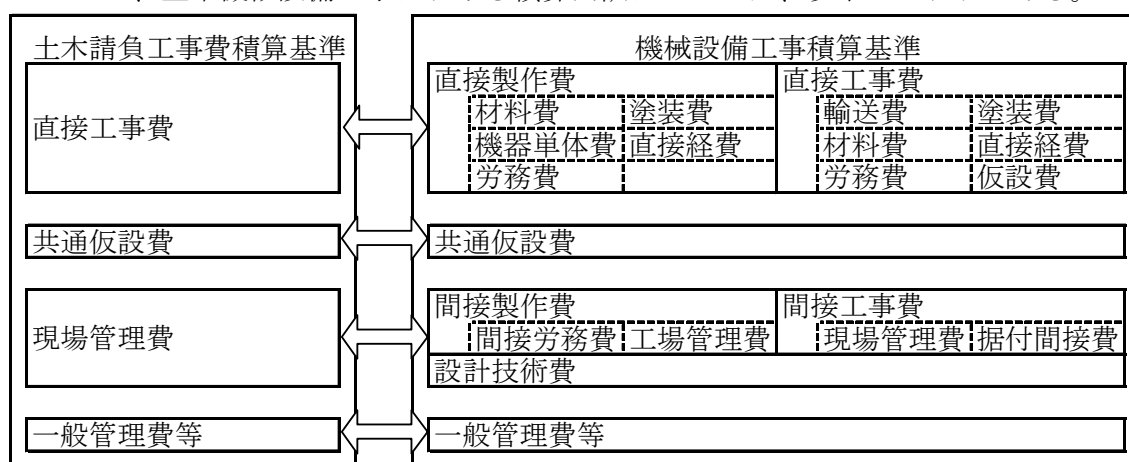 土木請負工事費積算基準
機械設備工事積算基準
直接工事費
直接製作費
材料費 塗装費
機器単体費 直接経費
労務費
直接工事費
輸送費 塗装費
材料費 直接経費
労務費 仮設費
共通仮設費
共通仮設費
現場管理費
間接製作費
間接労務費 工場管理費
間接工事費
現場管理費 据付間接費
設計技術費
一般管理費等
一般管理費等